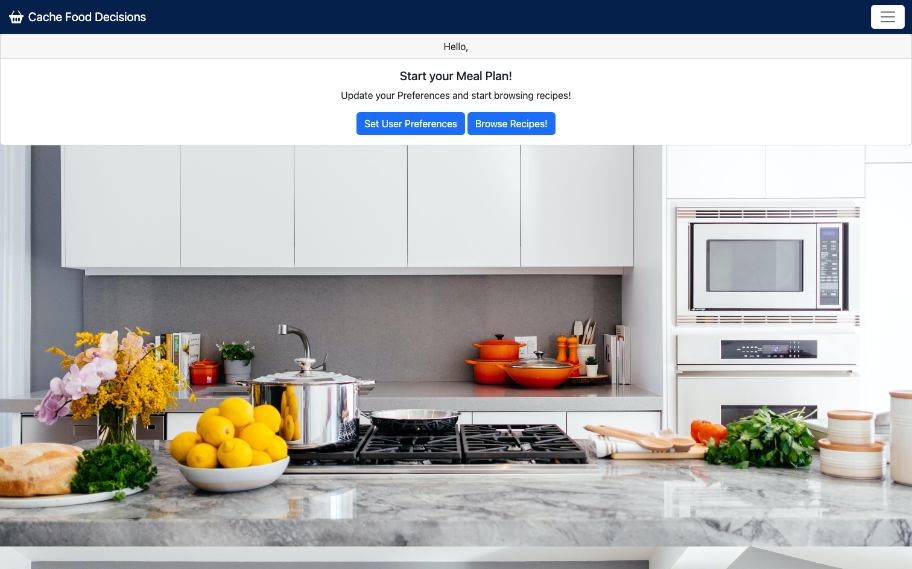 Cache Food Decisions
Hello,
Start your Meal Plan!
Update your Preferences and start browsing recipes!
Set User Preferences
Browse Recipes!